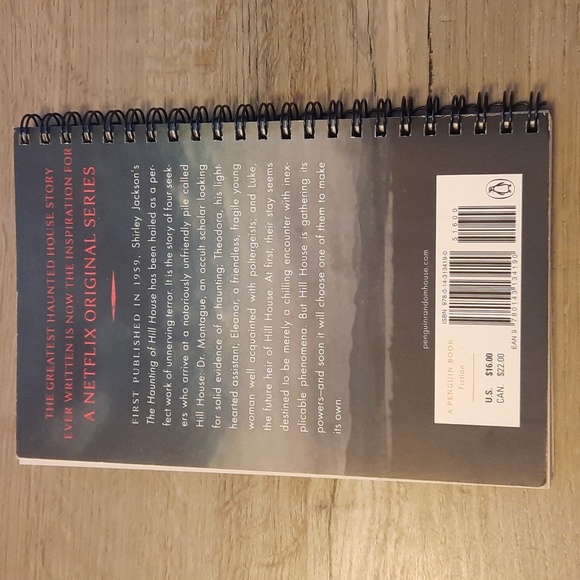 THE GREATEST HAUNTED HOUSE STORY
EVER WRITTEN IS NOW THE INSPIRATION FOR
A NETFLIX ORIGINAL SERIES
FIRST PUBLISHED IN 1959, Shirley Jackson's
The Haunting of Hill House has been hailed as a per-
fect work of unnerving terror. It is the story of four seek-
ers who arrive at a notoriously unfriendly pile called
Hill House: Dr. Montague, an occult scholar looking
for solid evidence of a haunting; Theodora, his light-
hearted assistant; Eleanor, a friendless, fragile young
woman well acquainted with poltergeists; and Luke,
the future heir of Hill House. At first, their stay seems
destined to be merely a chilling encounter with inex-
plicable phenomena. But Hill House is gathering its
powers—and soon it will choose one of them to make
its own.
penguinrandomhouse.com
A PENGUIN BOOK
Fiction
U.S. $16.00
CAN. $22.00
ISBN 978-0-14-313419-0
51600
EAN 9 780143 134190